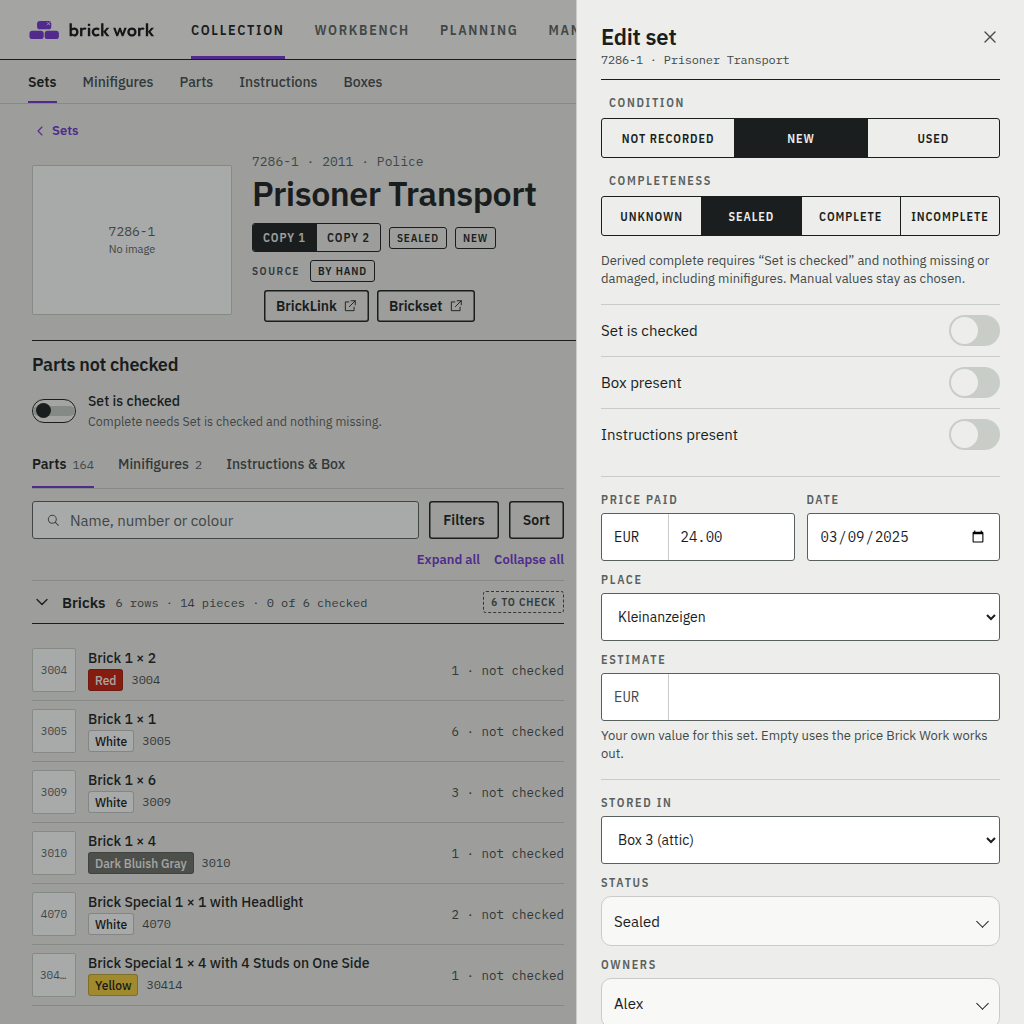 brick work
COLLECTION WORKBENCH PLANNING MAN
Sets Minifigures Parts Instructions Boxes
Sets
7286-1
No image
7286-1 · 2011 · Police
Prisoner Transport
COPY 1 COPY 2 SEALED NEW
SOURCE BY HAND
BrickLink Brickset
Parts not checked
Set is checked
Complete needs Set is checked and nothing missing.
Parts 164 Minifigures 2 Instructions & Box
Name, number or colour
Filters Sort
Expand all Collapse all
Bricks 6 rows · 14 pieces · 0 of 6 checked 6 TO CHECK
3004
Brick 1 × 2
Red 3004
1 · not checked
3005
Brick 1 × 1
White 3005
6 · not checked
3009
Brick 1 × 6
White 3009
3 · not checked
3010
Brick 1 × 4
Dark Bluish Gray 3010
1 · not checked
4070
Brick Special 1 × 1 with Headlight
White 4070
2 · not checked
304…
Brick Special 1 × 4 with 4 Studs on One Side
Yellow 30414
1 · not checked
Edit set
7286-1 · Prisoner Transport
CONDITION
NOT RECORDED NEW USED
COMPLETENESS
UNKNOWN SEALED COMPLETE INCOMPLETE
Derived complete requires “Set is checked” and nothing missing or
damaged, including minifigures. Manual values stay as chosen.
Set is checked
Box present
Instructions present
PRICE PAID DATE
EUR 24.00 03/09/2025
PLACE
Kleinanzeigen
ESTIMATE
EUR
Your own value for this set. Empty uses the price Brick Work works
out.
STORED IN
Box 3 (attic)
STATUS
Sealed
OWNERS
Alex